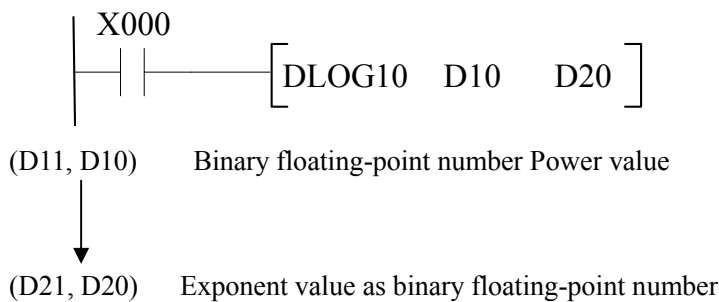 X000
DLOG10 D10 D20
(D11, D10) Binary floating-point number Power value
(D21, D20) Exponent value as binary floating-point number